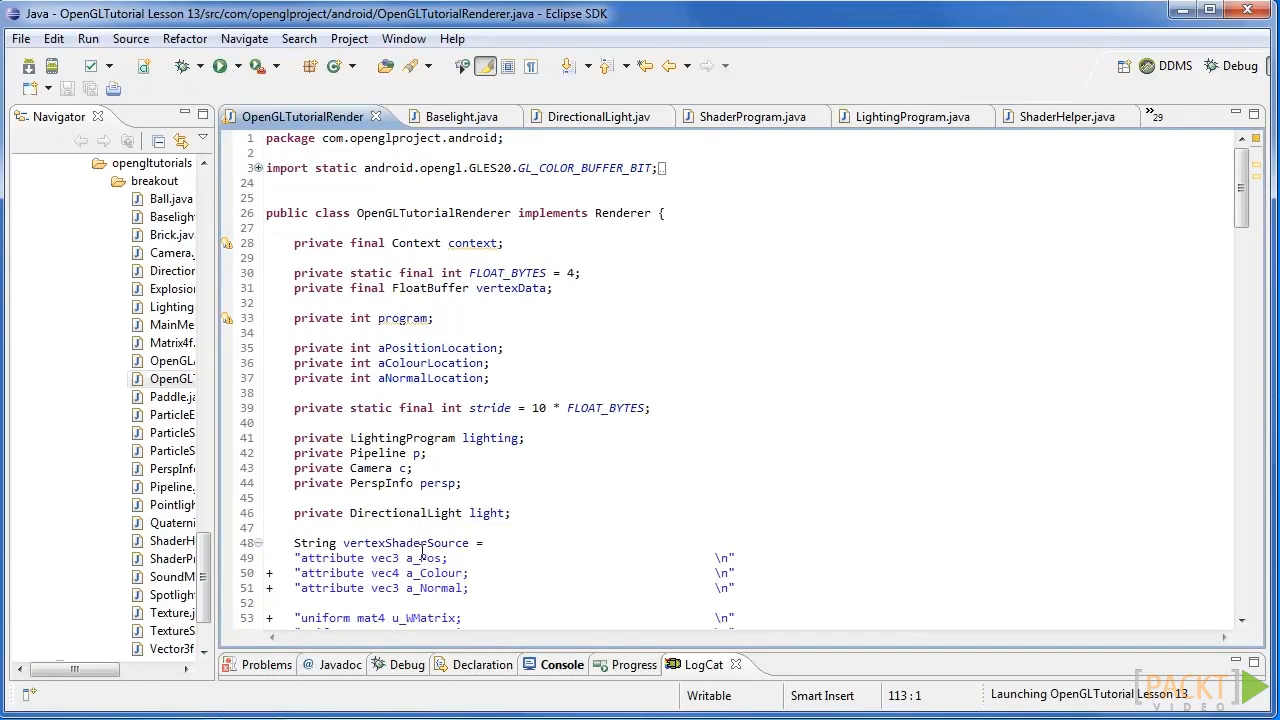 Java - OpenGLTutorial Lesson 13/src/com/openglproject/android/OpenGLTutorialRenderer.java - Eclipse SDK
File Edit Run Source Refactor Navigate Search Project Window Help
DDMS Debug
Navigator
OpenGLTutorialRender Baselight.java DirectionalLight.jav ShaderProgram.java LightingProgram.java ShaderHelper.java »29
opengltutorials
breakout
Ball.java
Baseligh
Brick.jav
Camera.
Direction
Explosion
Lighting
MainMe
Matrix4f.
OpenGL
OpenGLT
Paddle.ja
ParticleE
ParticleS
ParticleS
PerspInfo
Pipeline.
Pointligh
Quaterni
ShaderH
ShaderPr
SoundM
Spotligh
Texture.j
TextureS
Vector3f
1 package com.openglproject.android;
2
3 import static android.opengl.GLES20.GL_COLOR_BUFFER_BIT;
24
25
26 public class OpenGLTutorialRenderer implements Renderer {
27
28 private final Context context;
29
30 private static final int FLOAT_BYTES = 4;
31 private final FloatBuffer vertexData;
32
33 private int program;
34
35 private int aPositionLocation;
36 private int aColourLocation;
37 private int aNormalLocation;
38
39 private static final int stride = 10 * FLOAT_BYTES;
40
41 private LightingProgram lighting;
42 private Pipeline p;
43 private Camera c;
44 private PerspInfo persp;
45
46 private DirectionalLight light;
47
48 String vertexShaderSource =
49 "attribute vec3 a_Pos; \n"
50 + "attribute vec4 a_Colour; \n"
51 + "attribute vec3 a_Normal; \n"
52
53 + "uniform mat4 u_WMatrix; \n"
Problems Javadoc Debug Declaration Console Progress LogCat
Writable Smart Insert 113 : 1 Launching OpenGLTutorial Lesson 13
[PACKT]
VIDEO